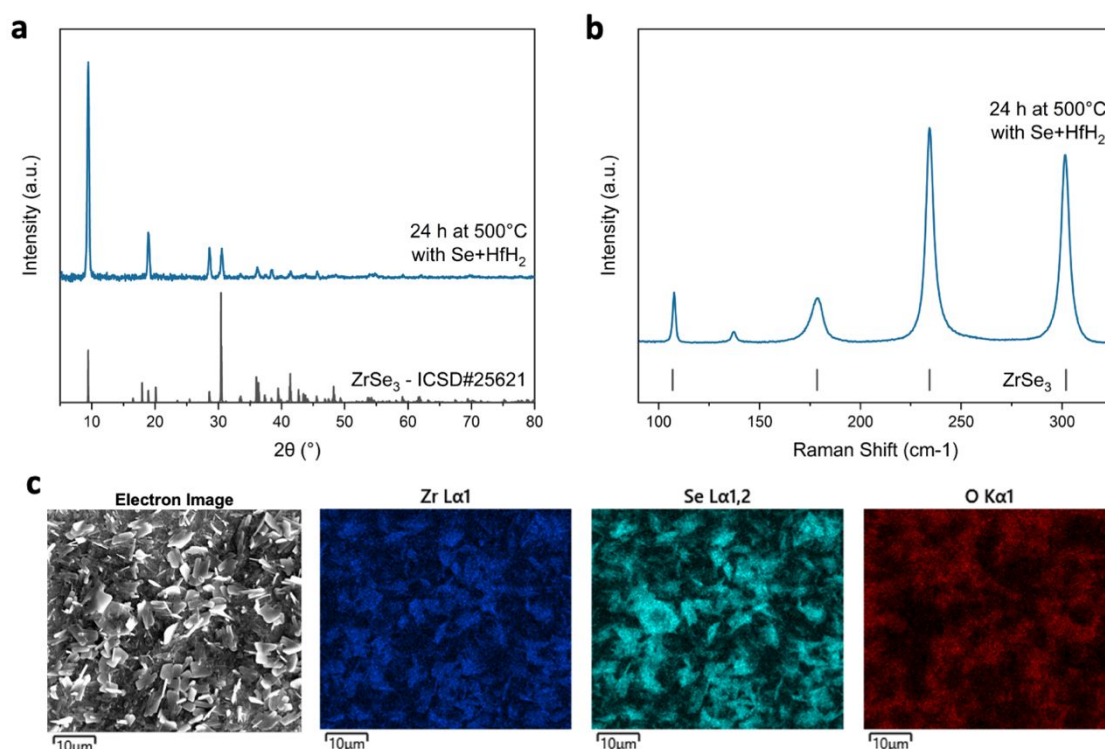 a
Intensity (a.u.)
24 h at 500°C
with Se+HfH₂
ZrSe₃ - ICSD#25621
10 20 30 40 50 60 70 80
2θ (°)
b
Intensity (a.u.)
24 h at 500°C
with Se+HfH₂
ZrSe₃
100 150 200 250 300
Raman Shift (cm-1)
c
Electron Image
Zr Lα1
Se Lα1,2
O Kα1
10µm
10µm
10µm
10µm